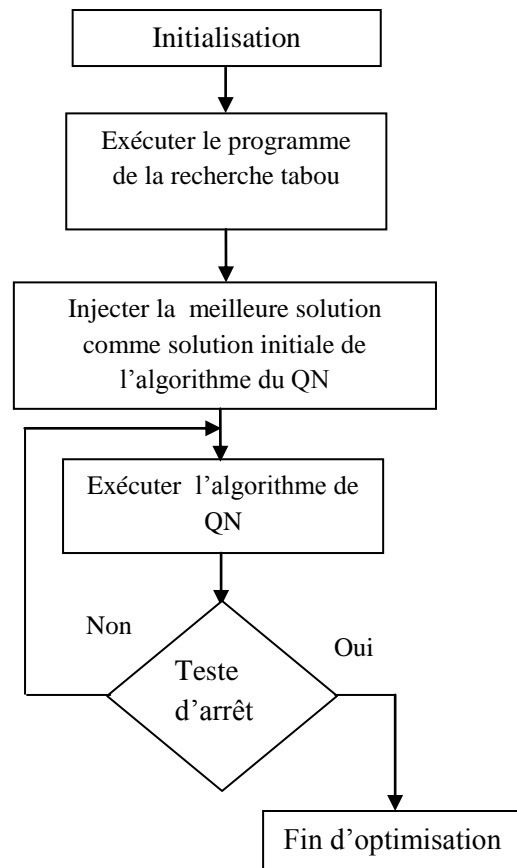 Initialisation
Exécuter le programme
de la recherche tabou
Injecter la meilleure solution
comme solution initiale de
l’algorithme du QN
Exécuter l’algorithme de
QN
Non
Oui
Teste
d’arrêt
Fin d’optimisation